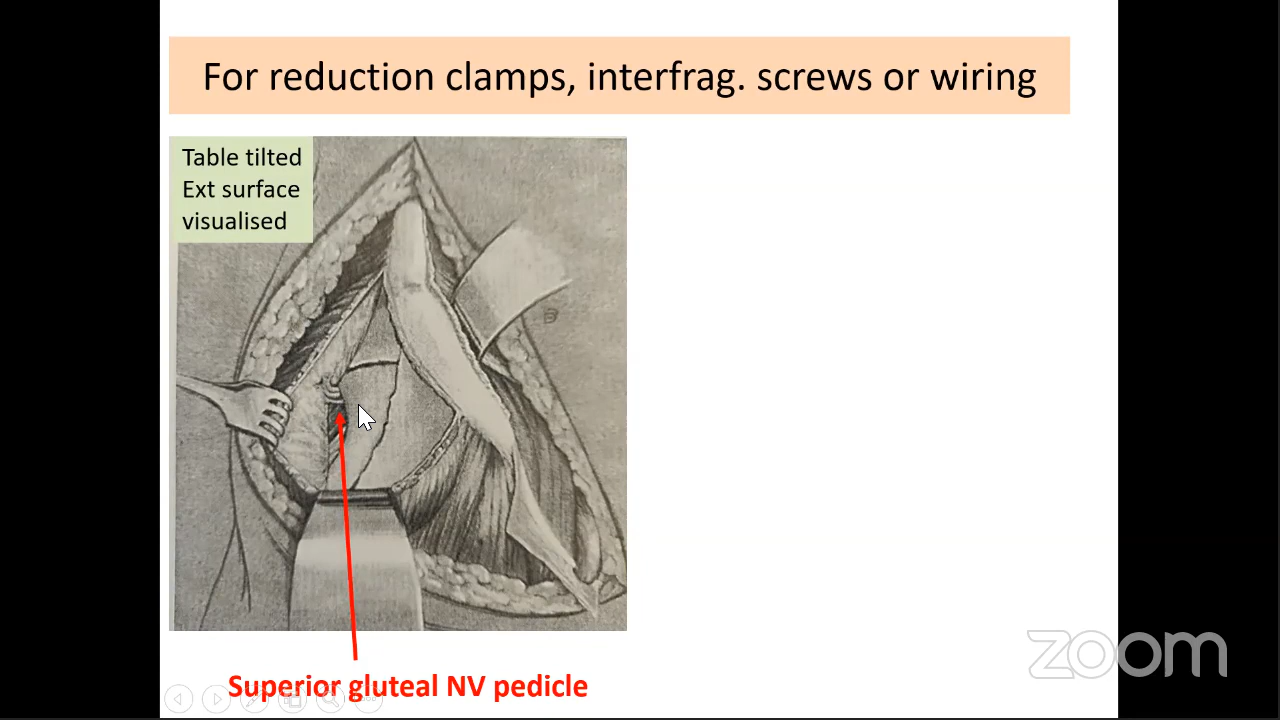 For reduction clamps, interfrag. screws or wiring
Table tilted
Ext surface
visualised
Superior gluteal NV pedicle
zoom